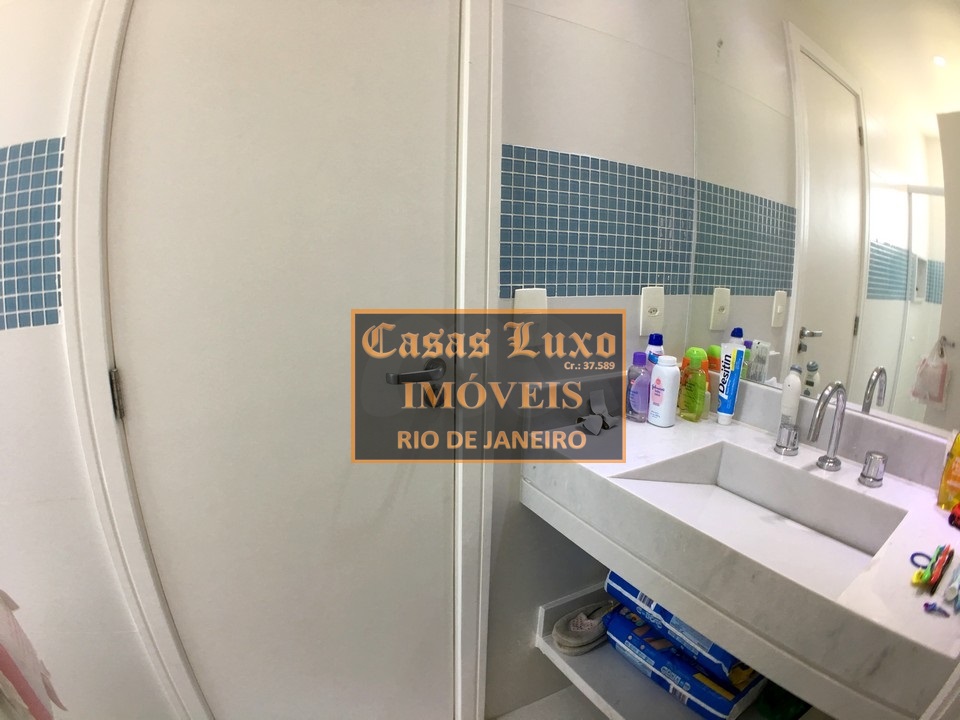 Casas Luxo
Cr.: 37.589
IMÓVEIS
RIO DE JANEIRO
Desitin